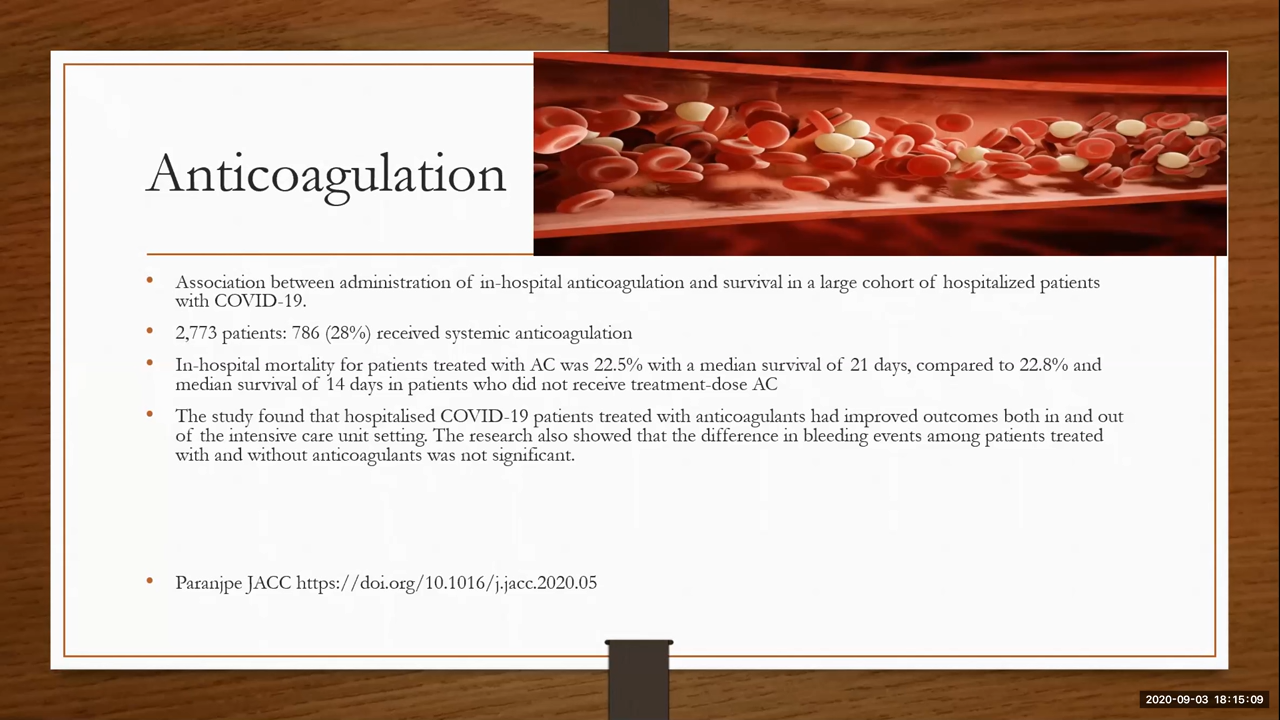 Anticoagulation
• Association between administration of in-hospital anticoagulation and survival in a large cohort of hospitalized patients
with COVID-19.
• 2,773 patients: 786 (28%) received systemic anticoagulation
• In-hospital mortality for patients treated with AC was 22.5% with a median survival of 21 days, compared to 22.8% and
median survival of 14 days in patients who did not receive treatment-dose AC
• The study found that hospitalised COVID-19 patients treated with anticoagulants had improved outcomes both in and out
of the intensive care unit setting. The research also showed that the difference in bleeding events among patients treated
with and without anticoagulants was not significant.
• Paranjpe JACC https://doi.org/10.1016/j.jacc.2020.05
2020-09-03 18:15:09